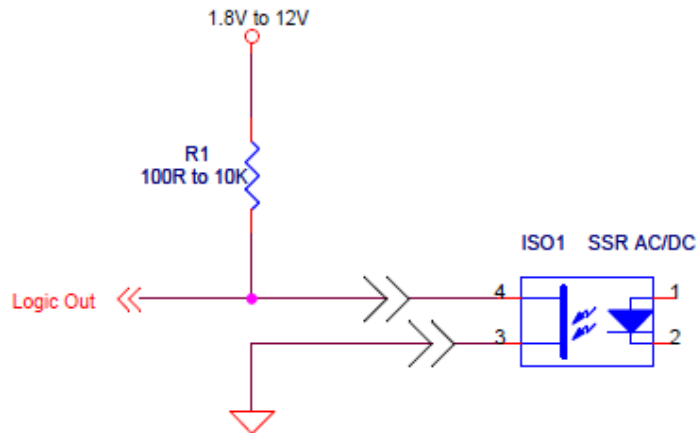 1.8V to 12V
R1
100R to 10K
ISO1 SSR AC/DC
Logic Out
4
1
3
2